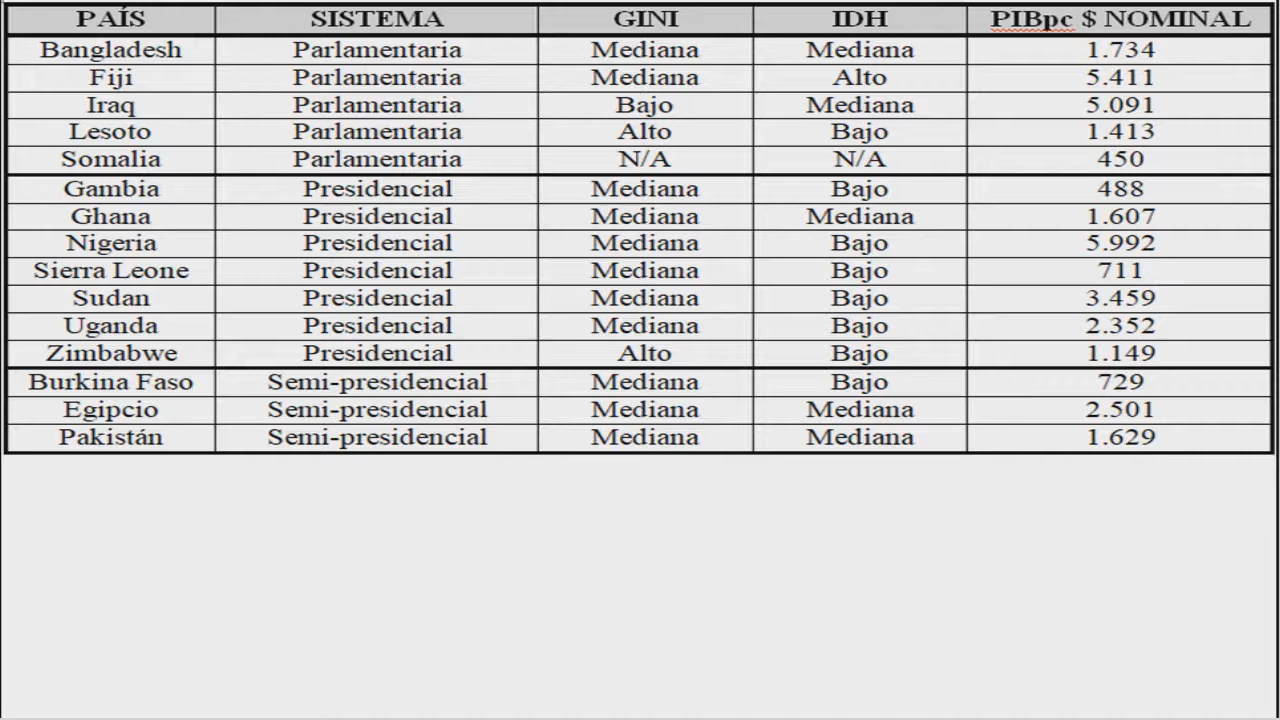 PAÍS SISTEMA GINI IDH PIBpc $ NOMINAL
Bangladesh Parlamentaria Mediana Mediana 1.734
Fiji Parlamentaria Mediana Alto 5.411
Iraq Parlamentaria Bajo Mediana 5.091
Lesoto Parlamentaria Alto Bajo 1.413
Somalia Parlamentaria N/A N/A 450
Gambia Presidencial Mediana Bajo 488
Ghana Presidencial Mediana Mediana 1.607
Nigeria Presidencial Mediana Bajo 5.992
Sierra Leone Presidencial Mediana Bajo 711
Sudan Presidencial Mediana Bajo 3.459
Uganda Presidencial Mediana Bajo 2.352
Zimbabwe Presidencial Alto Bajo 1.149
Burkina Faso Semi-presidencial Mediana Bajo 729
Egipcio Semi-presidencial Mediana Mediana 2.501
Pakistán Semi-presidencial Mediana Mediana 1.629